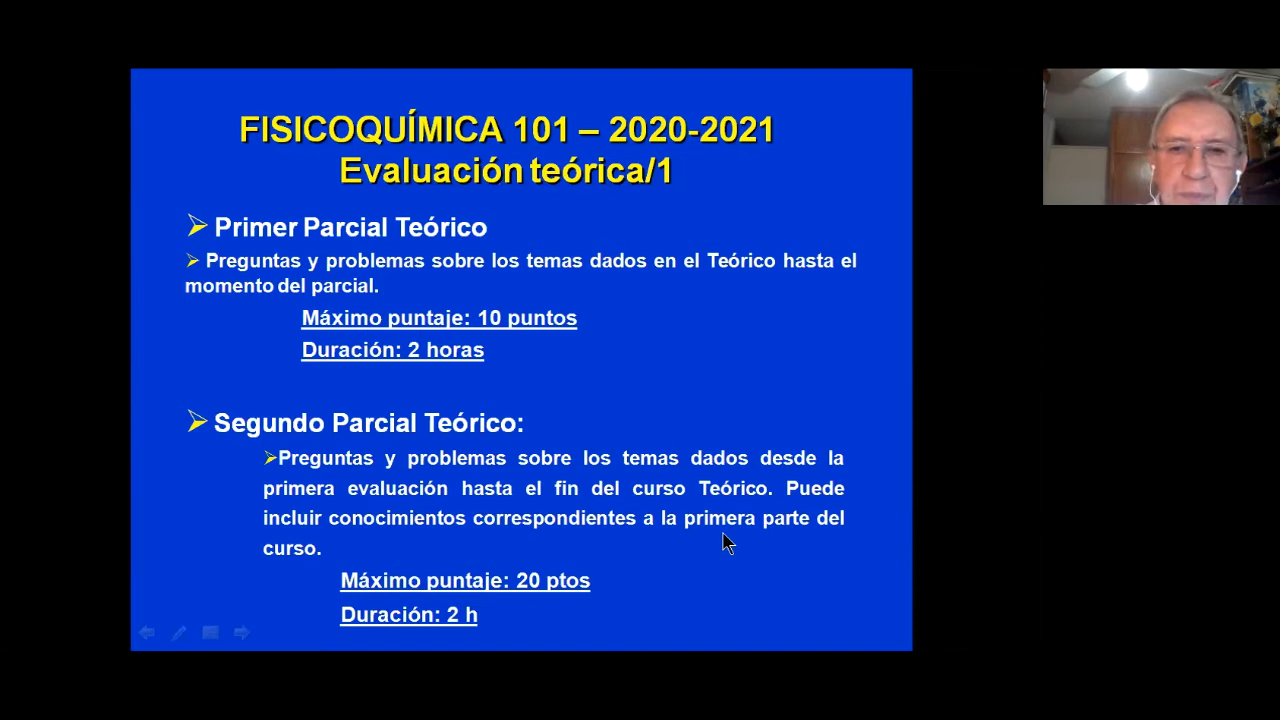 FISICOQUÍMICA 101 – 2020-2021
Evaluación teórica/1
Primer Parcial Teórico
Preguntas y problemas sobre los temas dados en el Teórico hasta el
momento del parcial.
Máximo puntaje: 10 puntos
Duración: 2 horas
Segundo Parcial Teórico:
Preguntas y problemas sobre los temas dados desde la
primera evaluación hasta el fin del curso Teórico. Puede
incluir conocimientos correspondientes a la primera parte del
curso.
Máximo puntaje: 20 ptos
Duración: 2 h